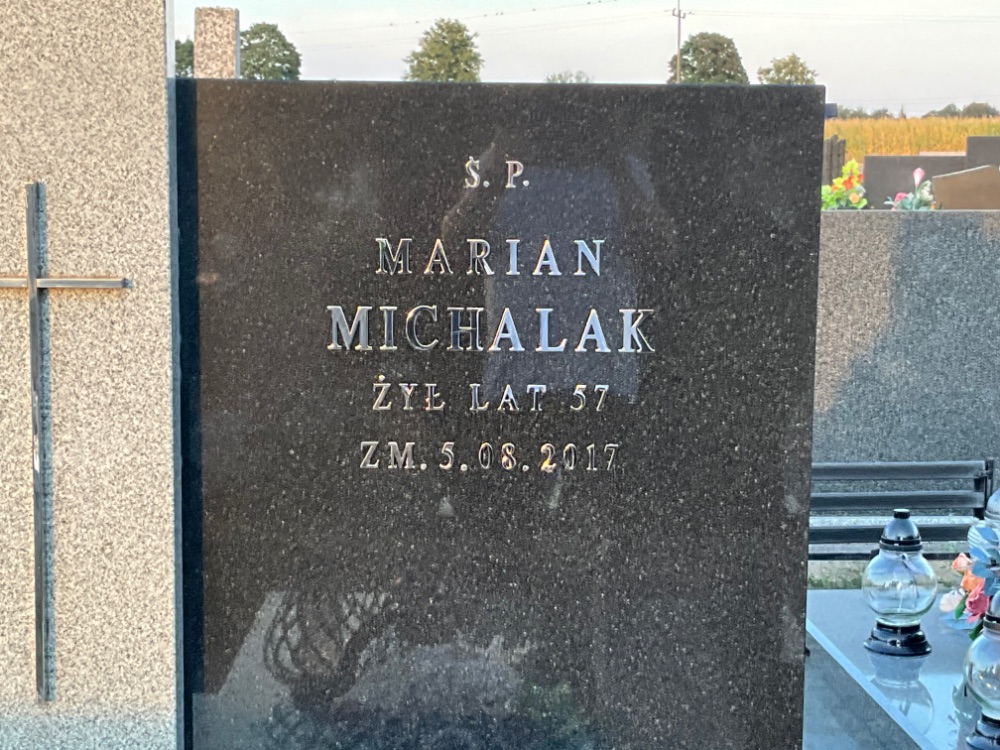 Ś. P.
MARIAN
MICHALAK
ŻYŁ LAT 57
ZM. 5.08.2017